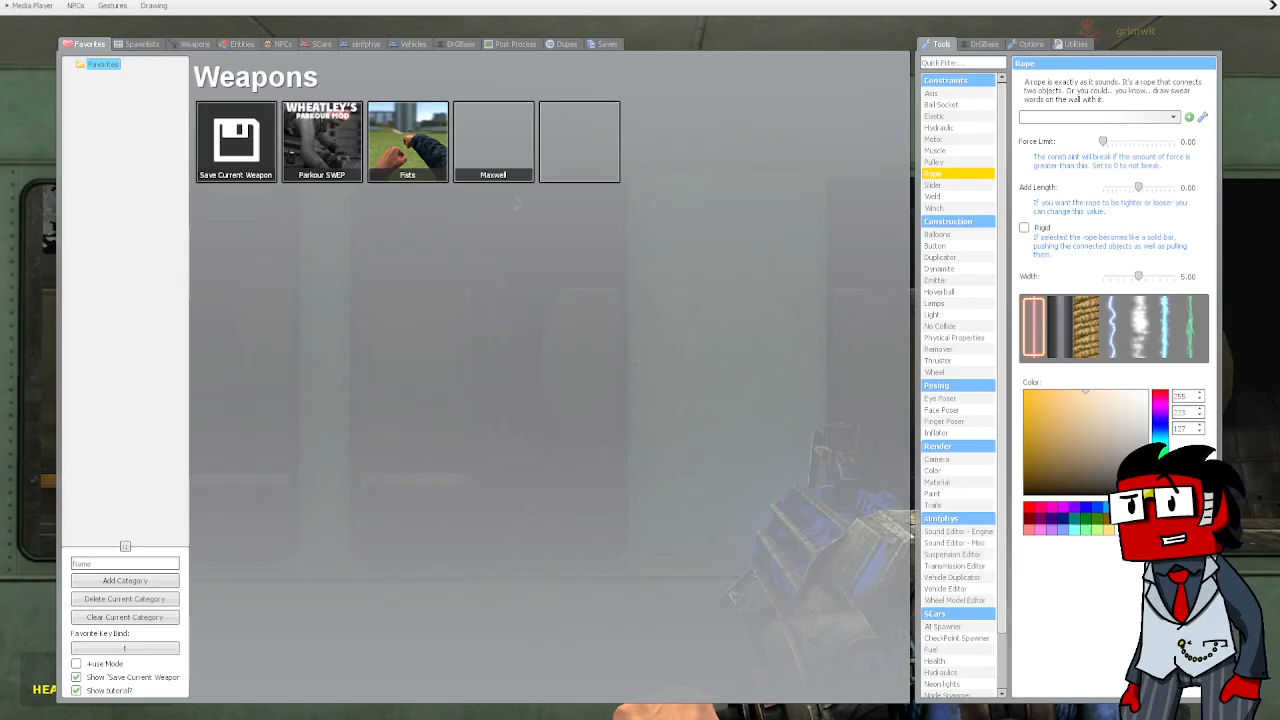 Media Player NPCs Gestures Drawing
grimwit
Favorites Spawnlists Weapons Entities NPCs SCars simfphys Vehicles DrGBase Post Process Dupes Saves
Tools DrGBase Options Utilities
Favorites
Weapons
WHEATLEY'S
PARKOUR MOD
Save Current Weapon Parkour SWEP Fists Maxwell
Name
Add Category
Delete Current Category
Clear Current Category
Favorite Key Bind:
t
+use Mode
Show "Save Current Weapor
Show tutorial?
HEA
Quick Filter...
Constraints
Axis
Ball Socket
Elastic
Hydraulic
Motor
Muscle
Pulley
Rope
Slider
Weld
Winch
Construction
Balloons
Button
Duplicator
Dynamite
Emitter
Hoverball
Lamps
Light
No Collide
Physical Properties
Remover
Thruster
Wheel
Posing
Eye Poser
Face Poser
Finger Poser
Inflator
Render
Camera
Color
Material
Paint
Trails
simfphys
Sound Editor - Engine
Sound Editor - Misc
Suspension Editor
Transmission Editor
Vehicle Duplicator
Vehicle Editor
Wheel Model Editor
SCars
AI Spawner
CheckPoint Spawner
Fuel
Health
Hydraulics
Neon lights
Node Spawner
Rope
A rope is exactly as it sounds. It's a rope that connects
two objects. Or you could.. you know.. draw swear
words on the wall with it.
Force Limit: 0.00
The constraint will break if the amount of force is
greater than this. Set to 0 to not break.
Add Length: 0.00
If you want the rope to be tighter or looser you
can change this value.
Rigid
If selected the rope becomes like a solid bar,
pushing the connected objects as well as pulling
them.
Width: 5.00
Color:
255
223
127